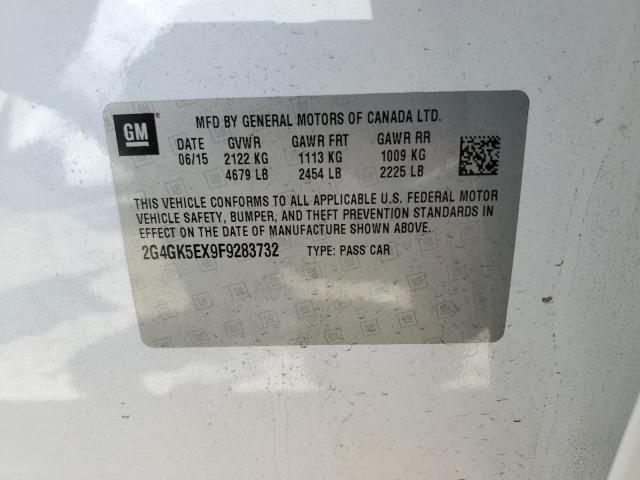 GM
MFD BY GENERAL MOTORS OF CANADA LTD.
DATE GVWR GAWR FRT GAWR RR
06/15 2122 KG 1113 KG 1009 KG
4679 LB 2454 LB 2225 LB
THIS VEHICLE CONFORMS TO ALL APPLICABLE U.S. FEDERAL MOTOR
VEHICLE SAFETY, BUMPER, AND THEFT PREVENTION STANDARDS IN
EFFECT ON THE DATE OF MANUFACTURE SHOWN ABOVE.
2G4GK5EX9F9283732 TYPE: PASS CAR